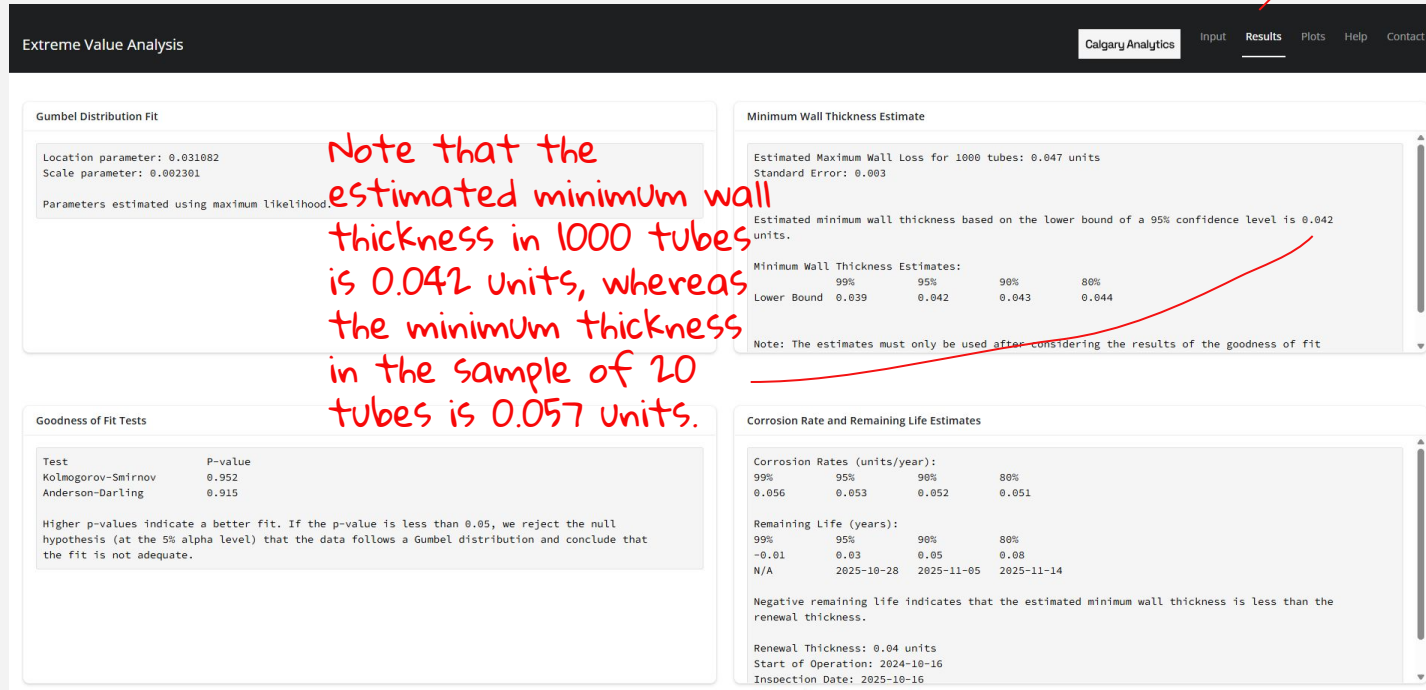 Extreme Value Analysis
Calgary Analytics
Input Results Plots Help Contact
Gumbel Distribution Fit
Location parameter: 0.031082
Scale parameter: 0.002301
Parameters estimated using maximum likelihood.
Note that the
estimated minimum wall
thickness in 1000 tubes
is 0.042 units, whereas
the minimum thickness
in the sample of 20
tubes is 0.057 units.
Minimum Wall Thickness Estimate
Estimated Maximum Wall Loss for 1000 tubes: 0.047 units
Standard Error: 0.003
Estimated minimum wall thickness based on the lower bound of a 95% confidence level is 0.042
units.
Minimum Wall Thickness Estimates:
99% 95% 90% 80%
Lower Bound 0.039 0.042 0.043 0.044
Note: The estimates must only be used after considering the results of the goodness of fit
Goodness of Fit Tests
Test P-value
Kolmogorov-Smirnov 0.952
Anderson-Darling 0.915
Higher p-values indicate a better fit. If the p-value is less than 0.05, we reject the null
hypothesis (at the 5% alpha level) that the data follows a Gumbel distribution and conclude that
the fit is not adequate.
Corrosion Rate and Remaining Life Estimates
Corrosion Rates (units/year):
99% 95% 90% 80%
0.056 0.053 0.052 0.051
Remaining Life (years):
99% 95% 90% 80%
-0.01 0.03 0.05 0.08
N/A 2025-10-28 2025-11-05 2025-11-14
Negative remaining life indicates that the estimated minimum wall thickness is less than the
renewal thickness.
Renewal Thickness: 0.04 units
Start of Operation: 2024-10-16
Inspection Date: 2025-10-16